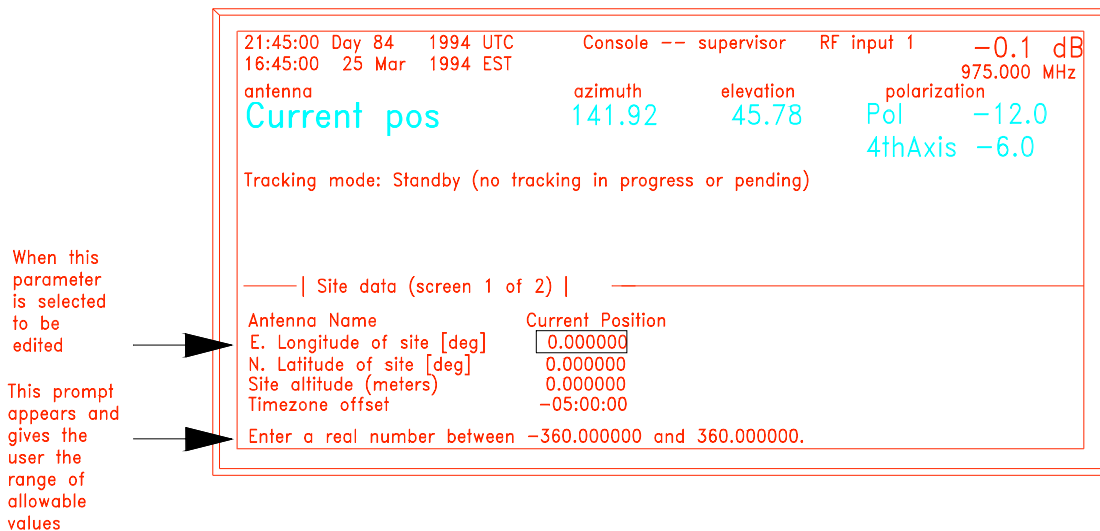 21:45:00 Day 84 1994 UTC Console -- supervisor RF input 1 -0.1 dB
16:45:00 25 Mar 1994 EST 975.000 MHz
antenna azimuth elevation polarization
Current pos 141.92 45.78 Pol -12.0
4thAxis -6.0
Tracking mode: Standby (no tracking in progress or pending)
Site data (screen 1 of 2)
Antenna Name Current Position
E. Longitude of site [deg] 0.000000
N. Latitude of site [deg] 0.000000
Site altitude (meters) 0.000000
Timezone offset -05:00:00
Enter a real number between -360.000000 and 360.000000.
When this
parameter
is selected
to be
edited
This prompt
appears and
gives the
user the
range of
allowable
values